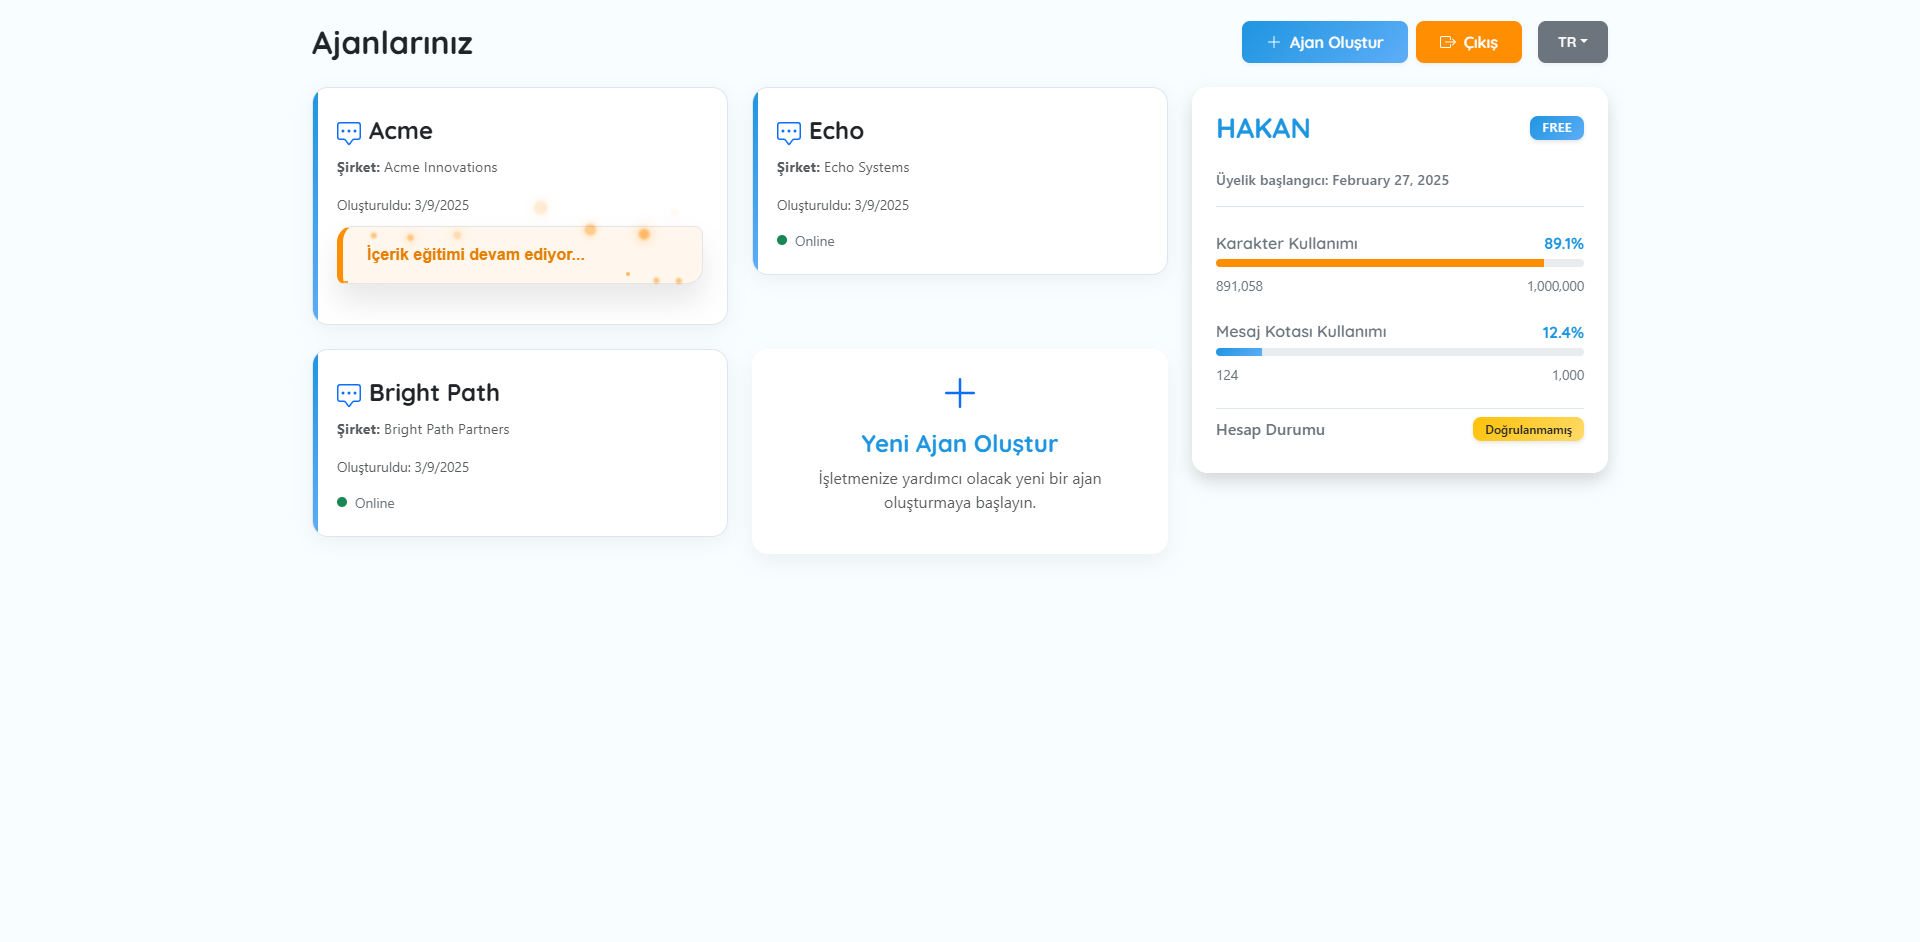 Ajanlarınız
Ajan Oluştur
Çıkış
TR
Acme
Şirket: Acme Innovations
Oluşturuldu: 3/9/2025
İçerik eğitimi devam ediyor...
Echo
Şirket: Echo Systems
Oluşturuldu: 3/9/2025
Online
Bright Path
Şirket: Bright Path Partners
Oluşturuldu: 3/9/2025
Online
Yeni Ajan Oluştur
İşletmenize yardımcı olacak yeni bir ajan
oluşturmaya başlayın.
HAKAN
FREE
Üyelik başlangıcı: February 27, 2025
Karakter Kullanımı 89.1%
891,058 1,000,000
Mesaj Kotası Kullanımı 12.4%
124 1,000
Hesap Durumu Doğrulanmamış